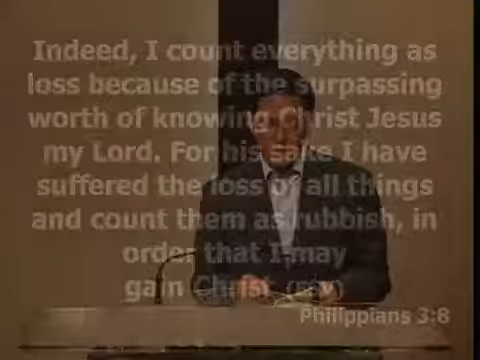 Indeed, I count everything as
loss because of the surpassing
worth of knowing Christ Jesus
my Lord. For his sake I have
suffered the loss of all things
and count them as rubbish, in
order that I may
gain Christ (ESV)
Philippians 3:8